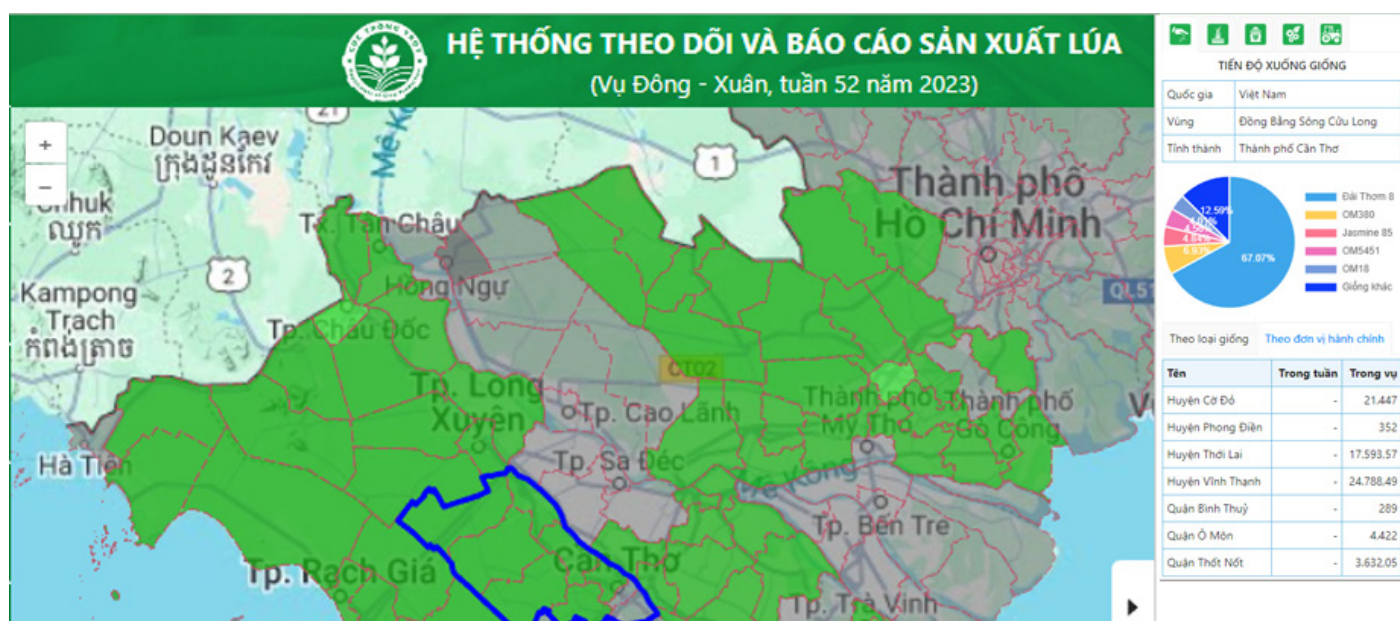 HỆ THỐNG THEO DÕI VÀ BÁO CÁO SẢN XUẤT LÚA
(Vụ Đông - Xuân, tuần 52 năm 2023)
+
−
21
Doun Kaev
ក្រុងដូនកែវ
1
Thành phố
Hồ Chí Minh
Tx. Tân Châu
2
Hồng Ngự
QL51
Kampong
Trach
កំពង់ត្រាច
Tp. Châu Đốc
CT02
Tp. Long
Xuyên
Tp. Cao Lãnh
Thành phố
Mỹ Tho
Thành phố
Gò Công
Hà Tiên
Tp. Sa Đéc
Tp. Bến Tre
Cần Thơ
Tp. Rạch Giá
Tp. Trà Vinh
TIẾN ĐỘ XUỐNG GIỐNG
Quốc gia Việt Nam
Vùng Đồng Bằng Sông Cửu Long
Tỉnh thành Thành phố Cần Thơ
12.59%
4.56%
4.84%
6.93%
67.07%
Đài Thơm 8
OM380
Jasmine 85
OM5451
OM18
Giống khác
Theo loại giống Theo đơn vị hành chính
Tên Trong tuần Trong vụ
Huyện Cờ Đỏ - 21.447
Huyện Phong Điền - 352
Huyện Thới Lai - 17.593.57
Huyện Vĩnh Thạnh - 24.788.49
Quận Bình Thuỷ - 289
Quận Ô Môn - 4.422
Quận Thốt Nốt - 3.632.05